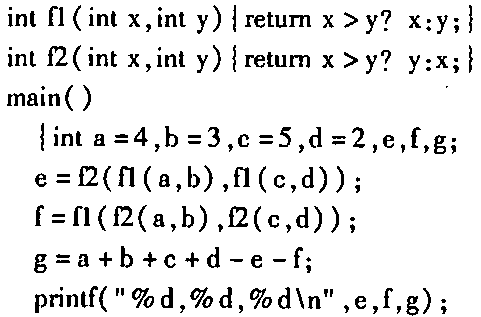 int f1(int x,int y){return x>y? x:y;}
int f2(int x,int y){return x>y? y:x;}
main()
{int a=4,b=3,c=5,d=2,e,f,g;
e=f2(f1(a,b),f1(c,d));
f=f1(f2(a,b),f2(c,d));
g=a+b+c+d-e-f;
printf("%d,%d,%d\n",e,f,g);